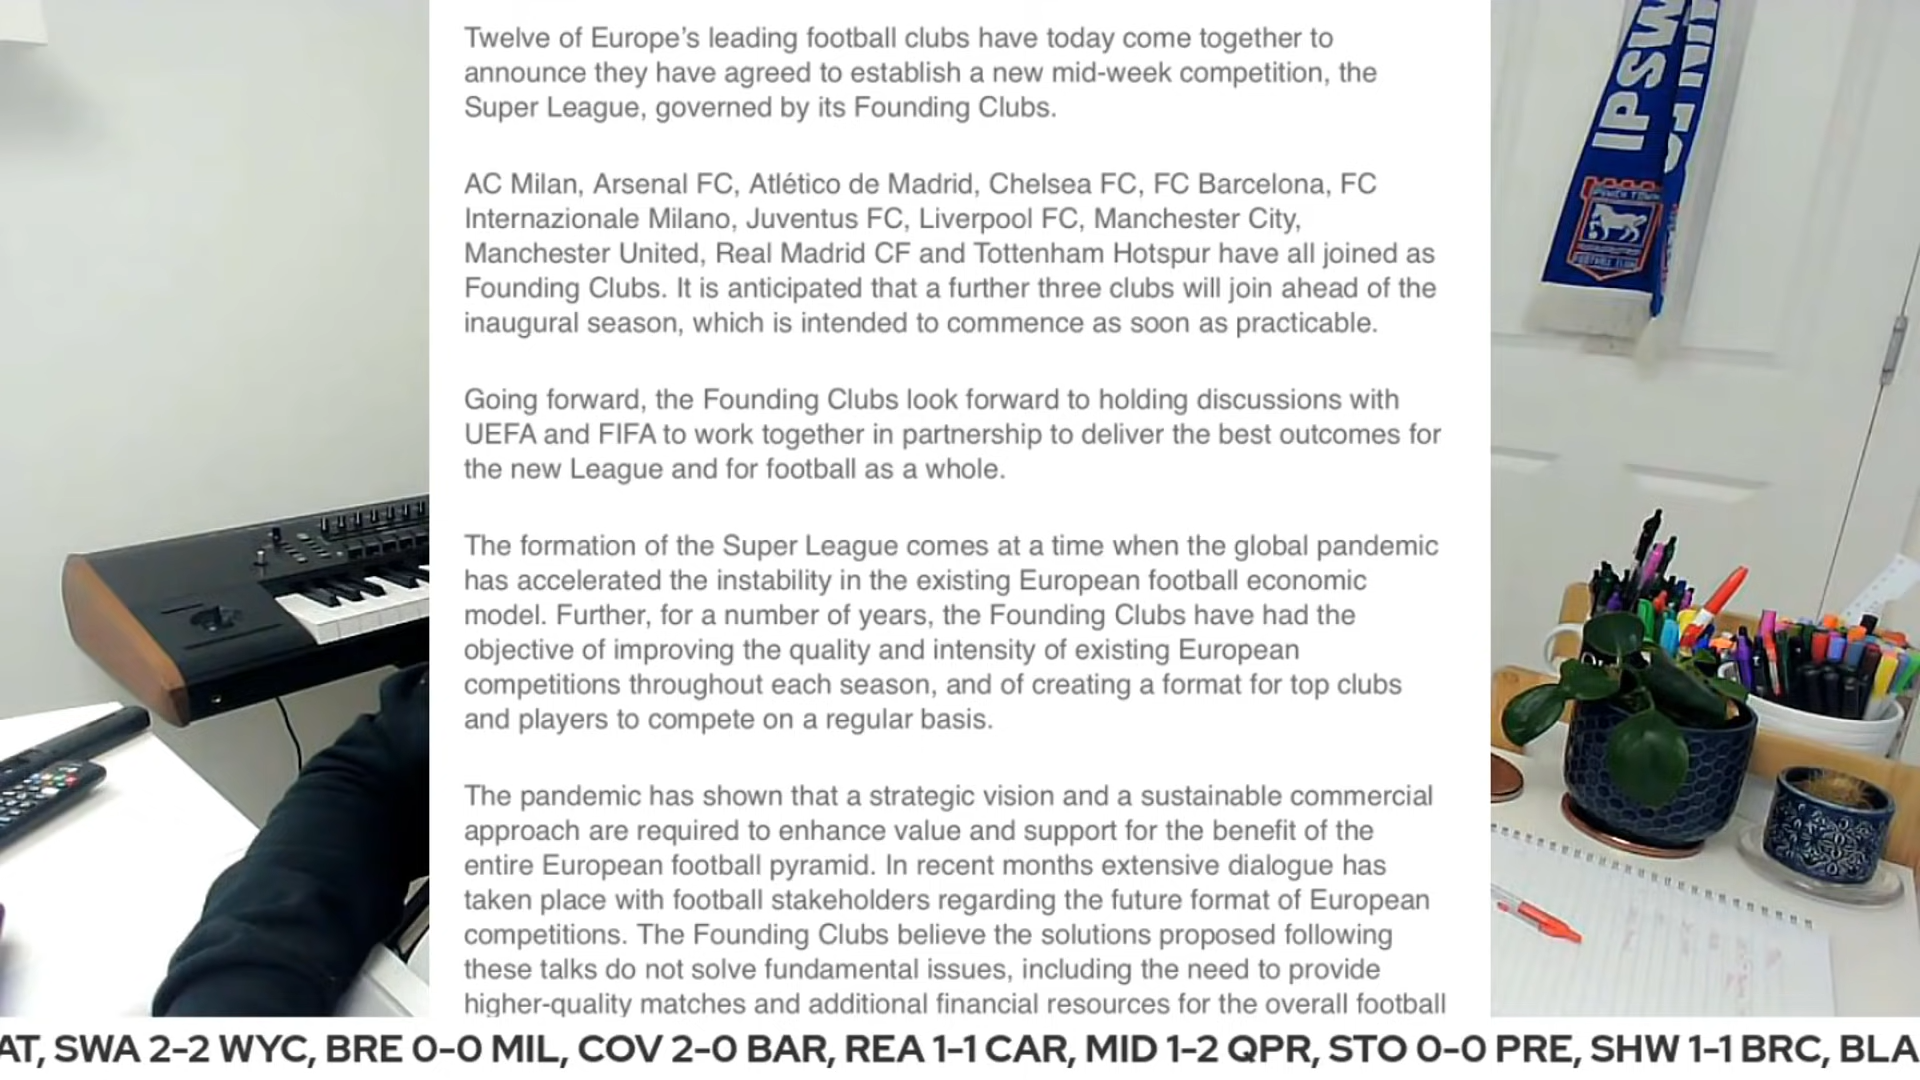 Twelve of Europe's leading football clubs have today come together to
announce they have agreed to establish a new mid-week competition, the
Super League, governed by its Founding Clubs.
AC Milan, Arsenal FC, Atlético de Madrid, Chelsea FC, FC Barcelona, FC
Internazionale Milano, Juventus FC, Liverpool FC, Manchester City,
Manchester United, Real Madrid CF and Tottenham Hotspur have all joined as
Founding Clubs. It is anticipated that a further three clubs will join ahead of the
inaugural season, which is intended to commence as soon as practicable.
Going forward, the Founding Clubs look forward to holding discussions with
UEFA and FIFA to work together in partnership to deliver the best outcomes for
the new League and for football as a whole.
The formation of the Super League comes at a time when the global pandemic
has accelerated the instability in the existing European football economic
model. Further, for a number of years, the Founding Clubs have had the
objective of improving the quality and intensity of existing European
competitions throughout each season, and of creating a format for top clubs
and players to compete on a regular basis.
The pandemic has shown that a strategic vision and a sustainable commercial
approach are required to enhance value and support for the benefit of the
entire European football pyramid. In recent months extensive dialogue has
taken place with football stakeholders regarding the future format of European
competitions. The Founding Clubs believe the solutions proposed following
these talks do not solve fundamental issues, including the need to provide
higher-quality matches and additional financial resources for the overall football
IPSW
AT, SWA 2-2 WYC, BRE 0-0 MIL, COV 2-0 BAR, REA 1-1 CAR, MID 1-2 QPR, STO 0-0 PRE, SHW 1-1 BRC, BLA